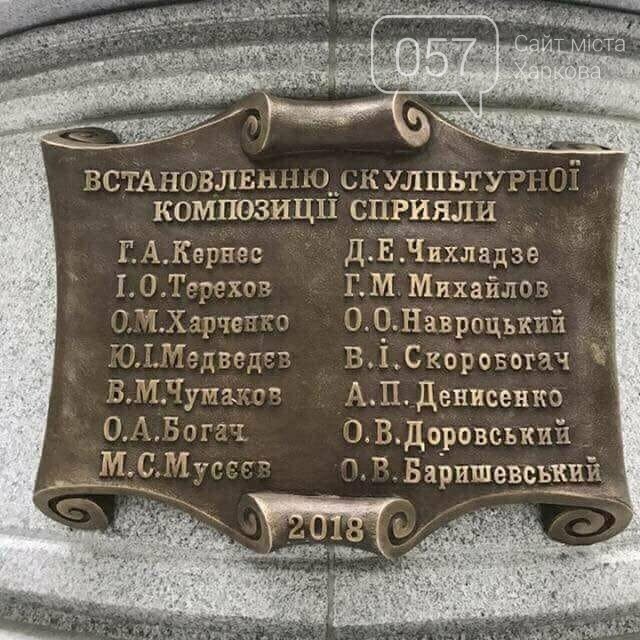 057 Сайт міста
Харкова
ВСТАНОВЛЕННЮ СКУЛПЬТУРНОЇ
КОМПОЗИЦІЇ СПРИЯЛИ
Г.А.Кернес
І.О.Терехов
О.М.Харченко
Ю.І.Медведєв
В.М.Чумаков
О.А.Богач
М.С.Мусєєв
Д.Е.Чихладзе
Г.М.Михайлов
О.О.Навроцький
В.І.Скоробогач
А.П.Денисенко
О.В.Доровський
О.В.Баришевський
2018